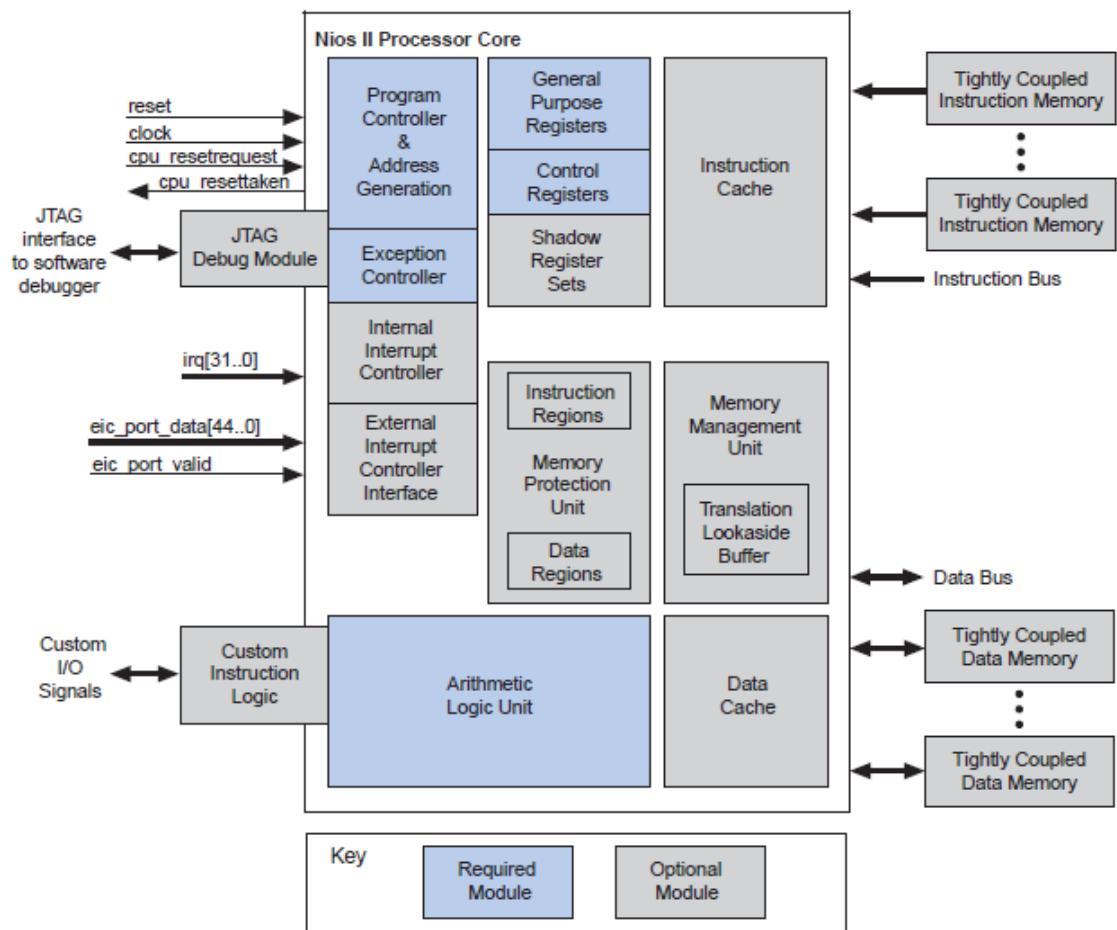 Nios II Processor Core
reset
clock
cpu_resetrequest
cpu_resettaken
JTAG
interface
to software
debugger
JTAG
Debug Module
irq[31..0]
eic_port_data[44..0]
eic_port_valid
Custom
I/O
Signals
Custom
Instruction
Logic
Program
Controller
&
Address
Generation
Exception
Controller
Internal
Interrupt
Controller
External
Interrupt
Controller
Interface
General
Purpose
Registers
Control
Registers
Shadow
Register
Sets
Instruction
Cache
Instruction
Regions
Memory
Protection
Unit
Data
Regions
Memory
Management
Unit
Translation
Lookaside
Buffer
Arithmetic
Logic Unit
Data
Cache
Tightly Coupled
Instruction Memory
Tightly Coupled
Instruction Memory
Instruction Bus
Data Bus
Tightly Coupled
Data Memory
Tightly Coupled
Data Memory
Key
Required
Module
Optional
Module